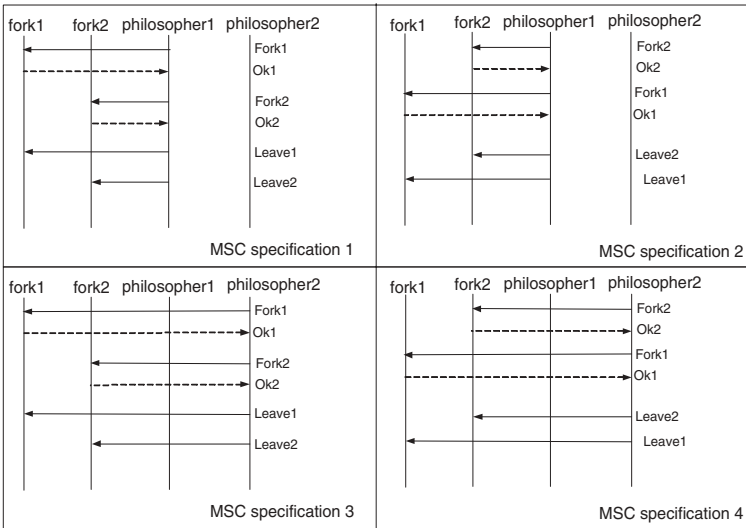 fork1 fork2 philosopher1 philosopher2
Fork1
Ok1
Fork2
Ok2
Leave1
Leave2
MSC specification 1
fork1 fork2 philosopher1 philosopher2
Fork2
Ok2
Fork1
Ok1
Leave2
Leave1
MSC specification 2
fork1 fork2 philosopher1 philosopher2
Fork1
Ok1
Fork2
Ok2
Leave1
Leave2
MSC specification 3
fork1 fork2 philosopher1 philosopher2
Fork2
Ok2
Fork1
Ok1
Leave2
Leave1
MSC specification 4